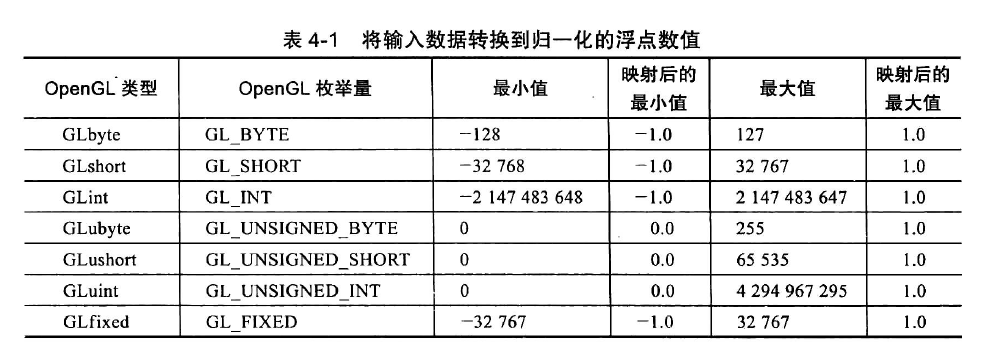 表 4-1 将输入数据转换到归一化的浮点数值
OpenGL 类型 OpenGL 枚举量 最小值 映射后的最小值 最大值 映射后的最大值
GLbyte GL_BYTE −128 −1.0 127 1.0
GLshort GL_SHORT −32 768 −1.0 32 767 1.0
GLint GL_INT −2 147 483 648 −1.0 2 147 483 647 1.0
GLubyte GL_UNSIGNED_BYTE 0 0.0 255 1.0
GLushort GL_UNSIGNED_SHORT 0 0.0 65 535 1.0
GLuint GL_UNSIGNED_INT 0 0.0 4 294 967 295 1.0
GLfixed GL_FIXED −32 767 −1.0 32 767 1.0